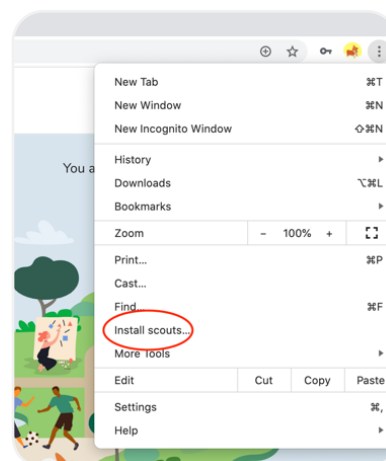 New Tab ⌘T
New Window ⌘N
New Incognito Window ⇧⌘N
History
You a
Downloads ⌥⌘L
Bookmarks
Zoom - 100% +
Print... ⌘P
Cast...
Find... ⌘F
Install scouts...
More Tools
Edit Cut Copy Paste
Settings ⌘,
Help